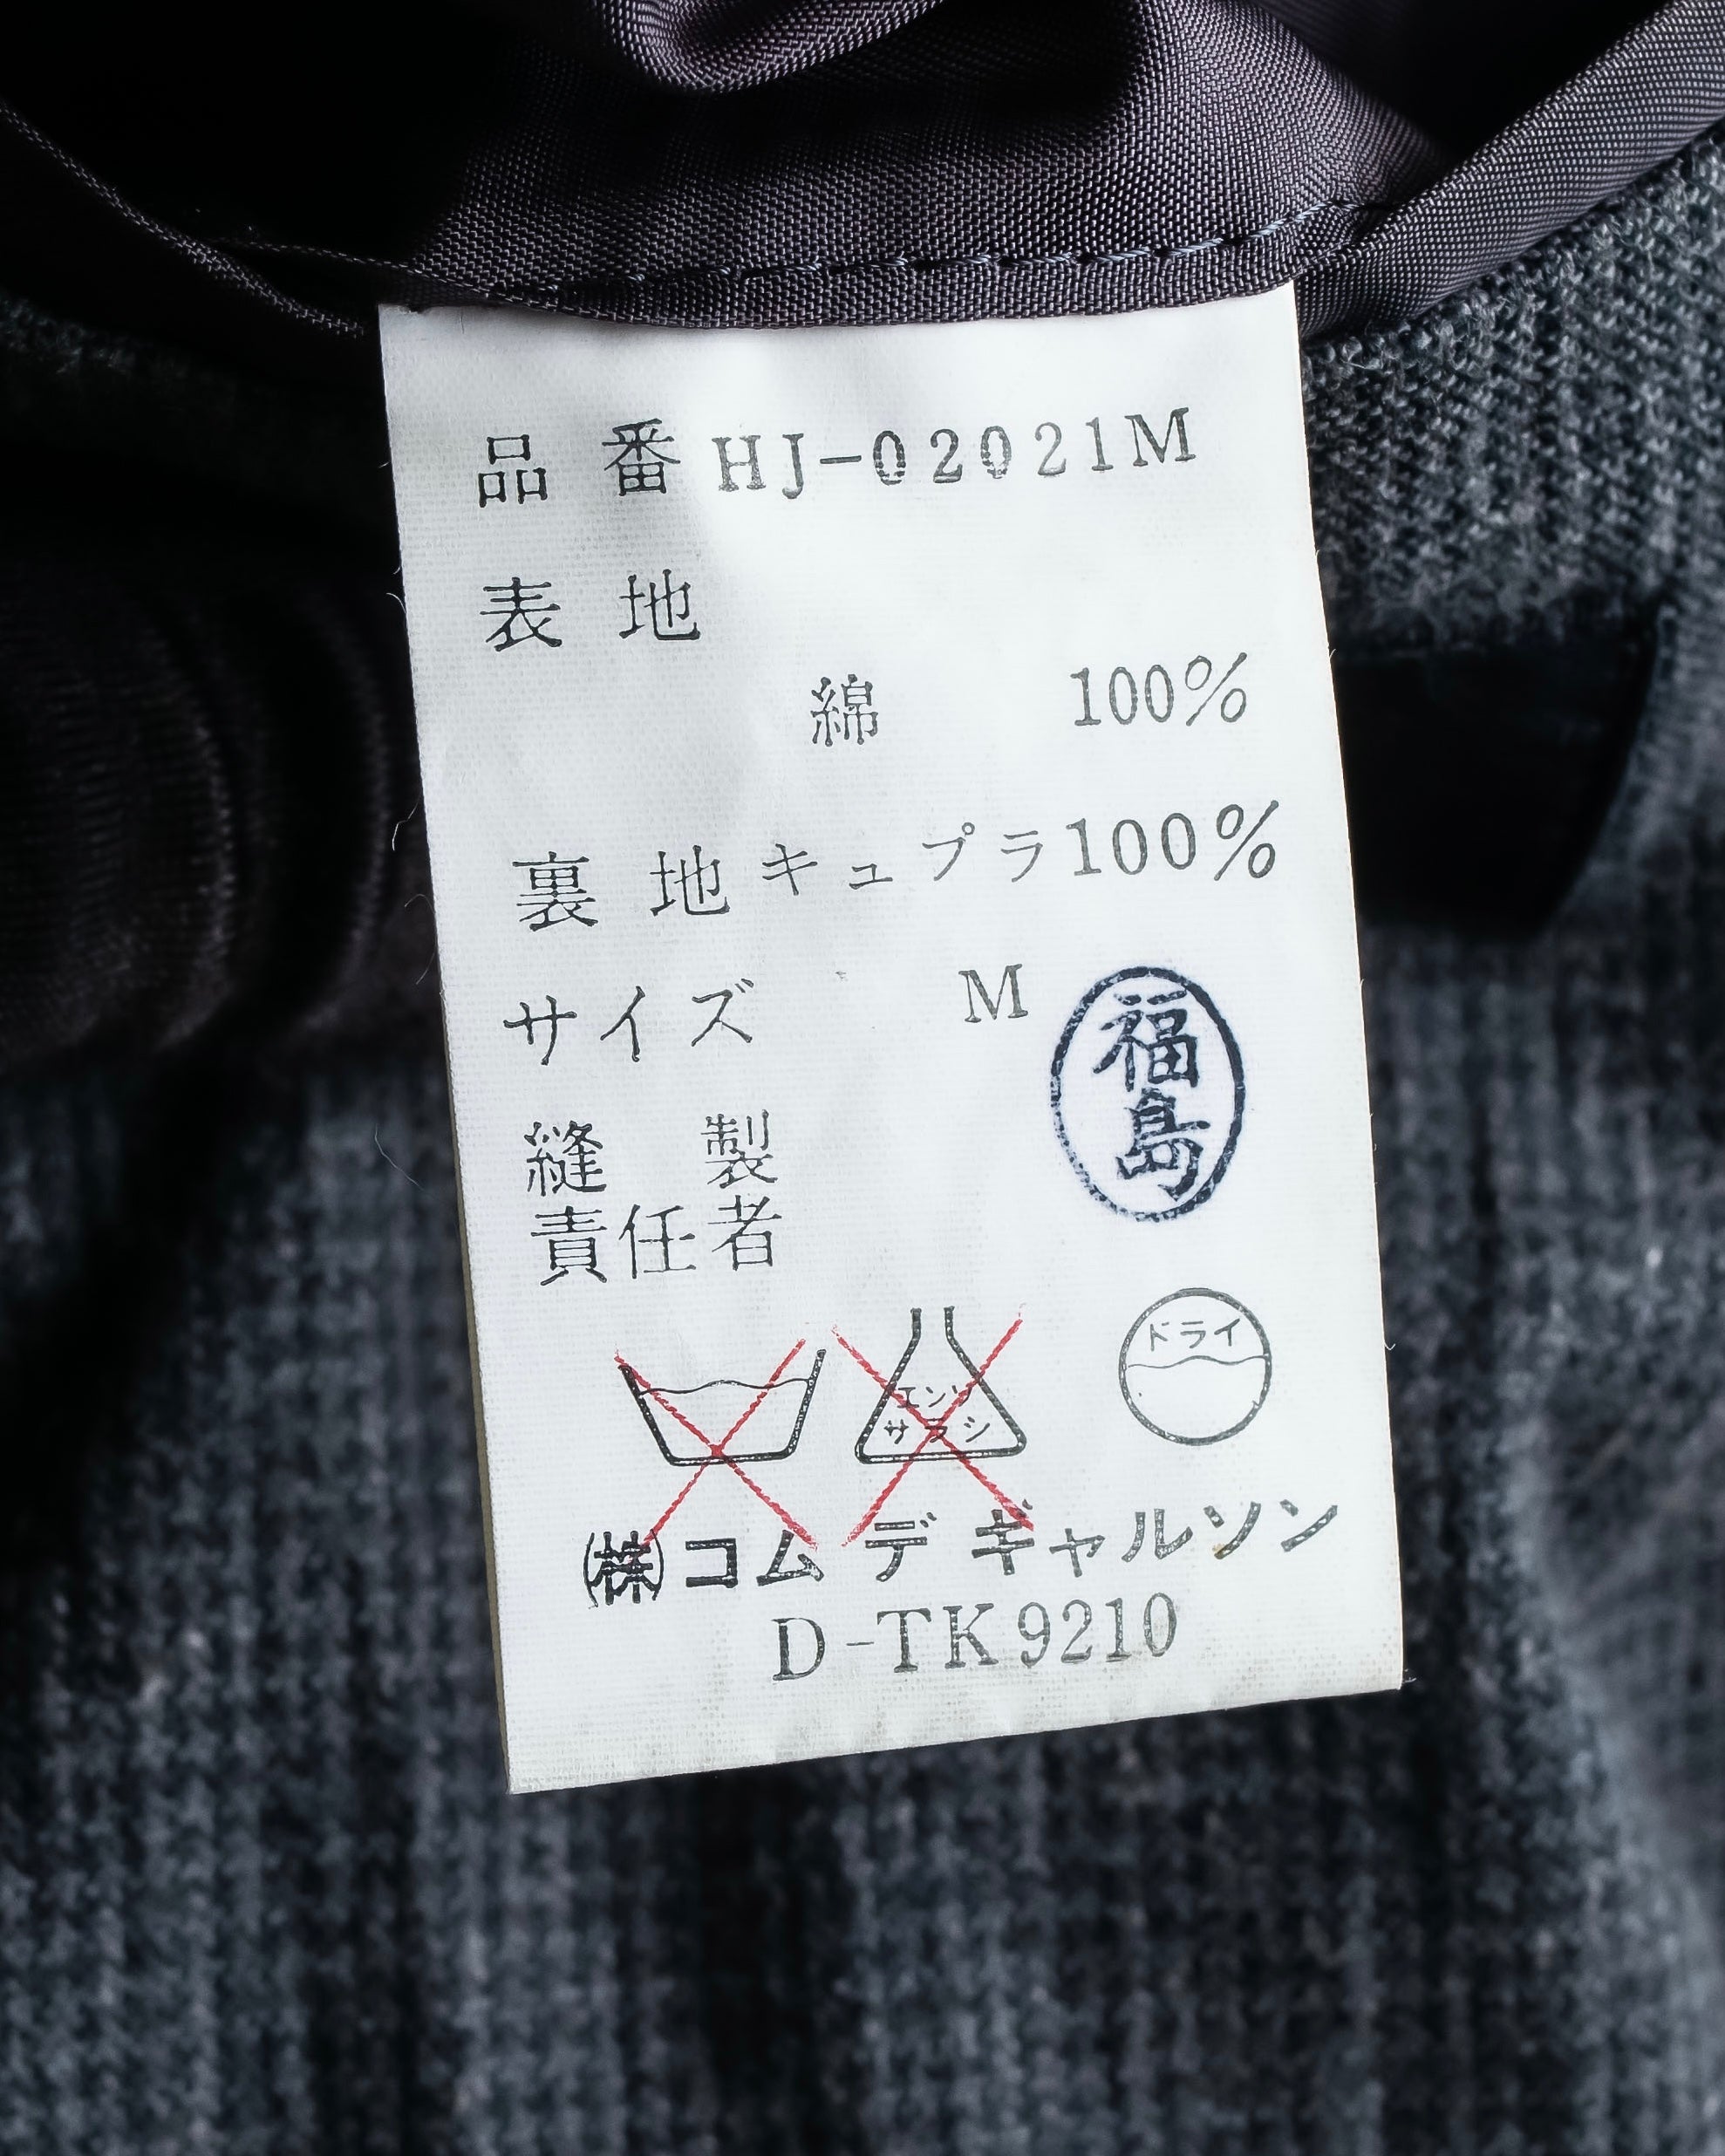 品番 HJ-02021M
表地
綿 100%
裏地 キュプラ 100%
サイズ M
福島
縫製
責任者
エンソ
サラシ
ドライ
㈱コム デ ギャルソン
D-TK9210